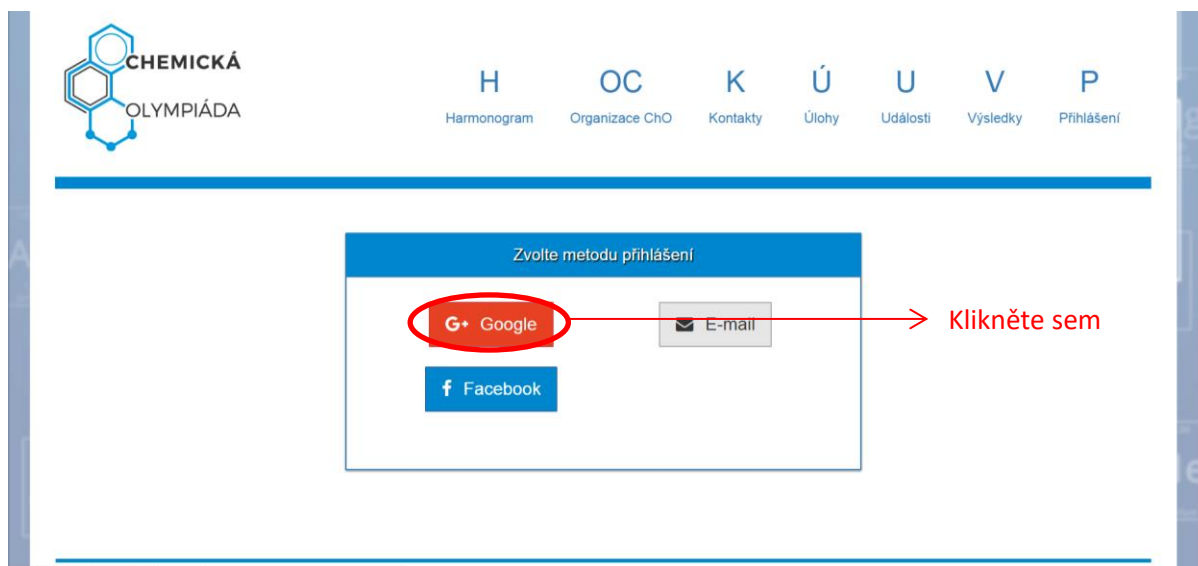 CHEMICKÁ
OLYMPIÁDA
H OC K Ú U V P
Harmonogram Organizace ChO Kontakty Úlohy Události Výsledky Přihlášení
Zvolte metodu přihlášení
G+ Google E-mail
Klikněte sem
f Facebook